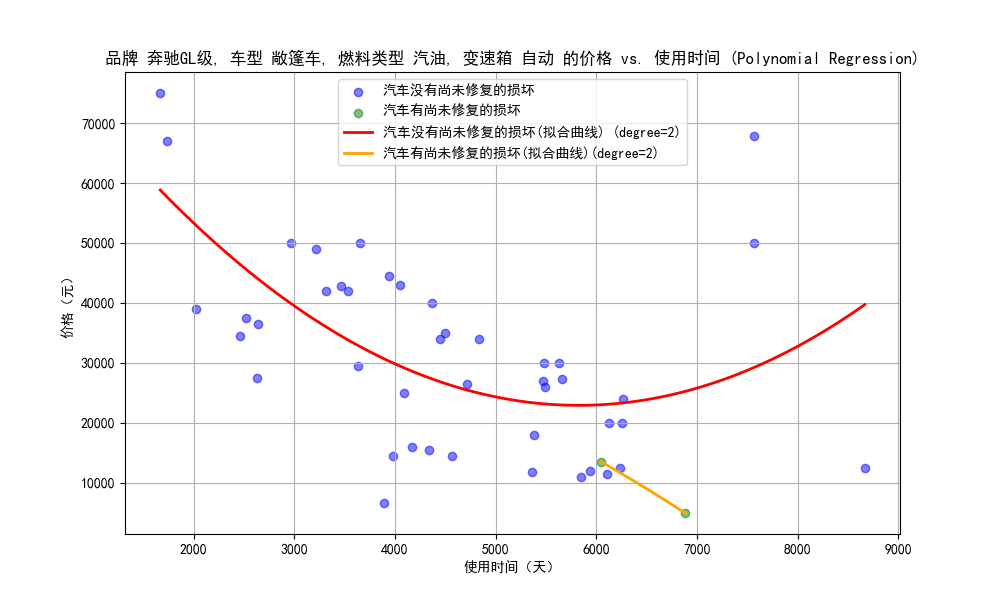 品牌 奔驰GL级, 车型 敞篷车, 燃料类型 汽油, 变速箱 自动 的价格 vs. 使用时间 (Polynomial Regression)
汽车没有尚未修复的损坏
汽车有尚未修复的损坏
汽车没有尚未修复的损坏(拟合曲线) (degree=2)
汽车有尚未修复的损坏(拟合曲线)(degree=2)
价格（元）
70000
60000
50000
40000
30000
20000
10000
2000
3000
4000
5000
6000
7000
8000
9000
使用时间（天）